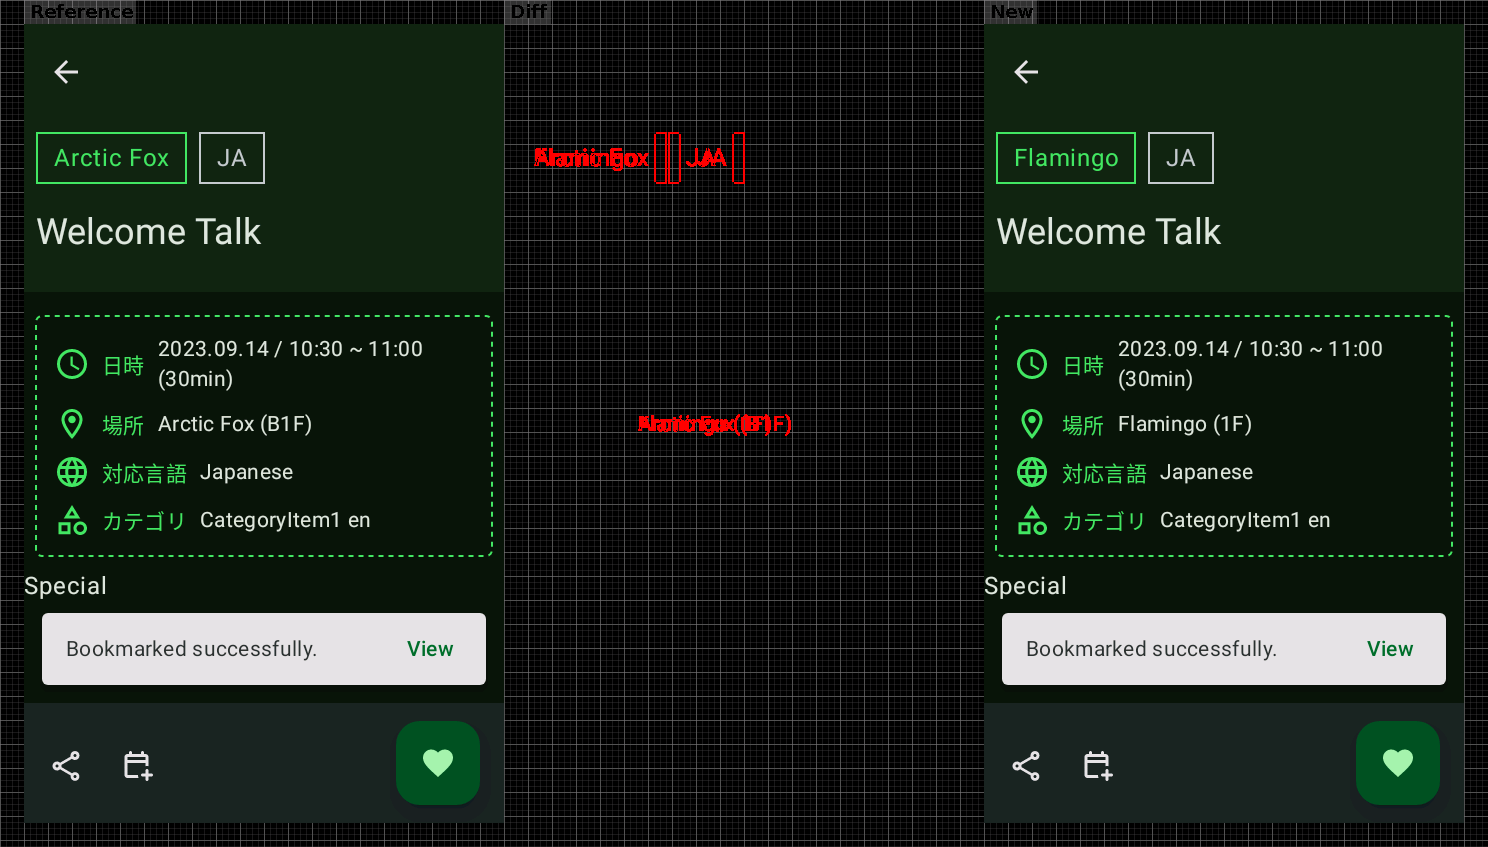 Reference
Arctic Fox
JA
Welcome Talk
日時 2023.09.14 / 10:30 ~ 11:00
(30min)
場所 Arctic Fox (B1F)
対応言語 Japanese
カテゴリ CategoryItem1 en
Special
Bookmarked successfully. View
Diff
New
Flamingo
JA
Welcome Talk
日時 2023.09.14 / 10:30 ~ 11:00
(30min)
場所 Flamingo (1F)
対応言語 Japanese
カテゴリ CategoryItem1 en
Special
Bookmarked successfully. View